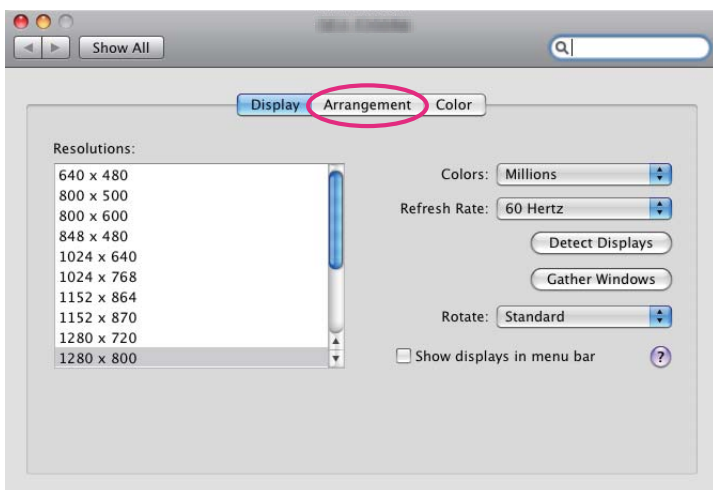 Show All
Display Arrangement Color
Resolutions:
640 x 480
800 x 500
800 x 600
848 x 480
1024 x 640
1024 x 768
1152 x 864
1152 x 870
1280 x 720
1280 x 800
Colors: Millions
Refresh Rate: 60 Hertz
Detect Displays
Gather Windows
Rotate: Standard
Show displays in menu bar ?